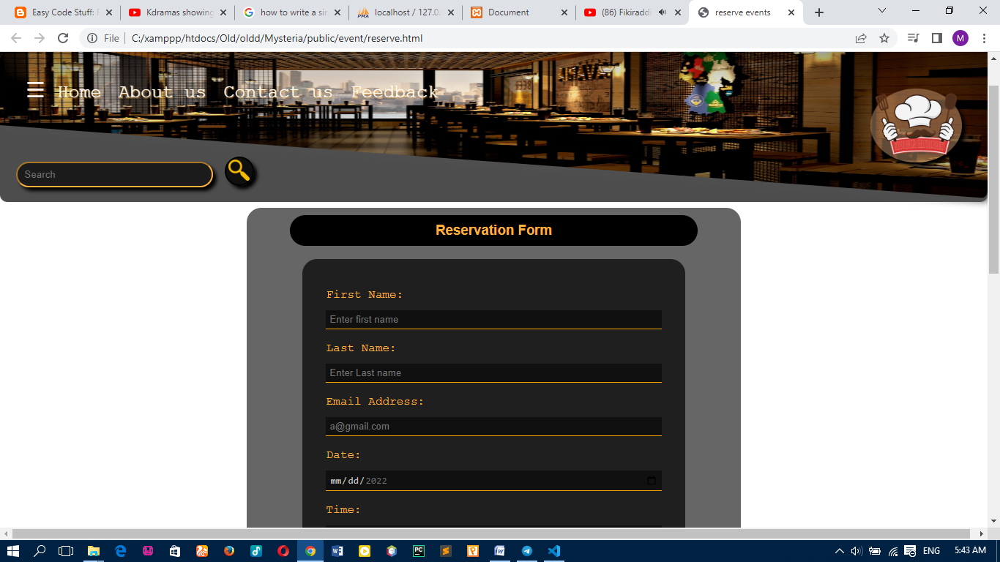 Easy Code Stuff: F
Kdramas showing
how to write a sin
localhost / 127.0.
Document
(86) Fikiraddi
reserve events
File
C:/xamppp/htdocs/Old/oldd/Mysteria/public/event/reserve.html
M
☰ Home About us Contact us Feedback
Search
Reservation Form
First Name:
Enter first name
Last Name:
Enter Last name
Email Address:
a@gmail.com
Date:
mm/dd/2022
Time:
ENG
5:43 AM